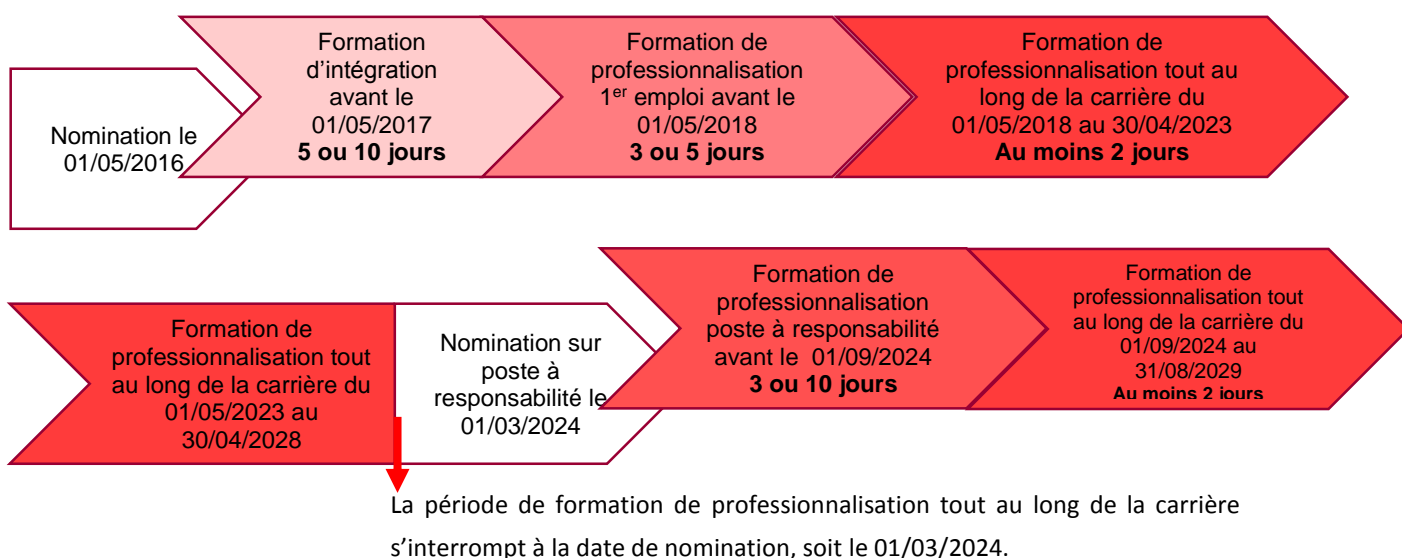 Nomination le
01/05/2016
Formation
d’intégration
avant le
01/05/2017
5 ou 10 jours
Formation de
professionnalisation
1er emploi avant le
01/05/2018
3 ou 5 jours
Formation de
professionnalisation tout au
long de la carrière du
01/05/2018 au 30/04/2023
Au moins 2 jours
Formation de
professionnalisation tout
au long de la carrière du
01/05/2023 au
30/04/2028
Nomination sur
poste à
responsabilité le
01/03/2024
Formation de
professionnalisation
poste à responsabilité
avant le 01/09/2024
3 ou 10 jours
Formation de
professionnalisation tout
au long de la carrière du
01/09/2024 au
31/08/2029
Au moins 2 jours
La période de formation de professionnalisation tout au long de la carrière
s’interrompt à la date de nomination, soit le 01/03/2024.